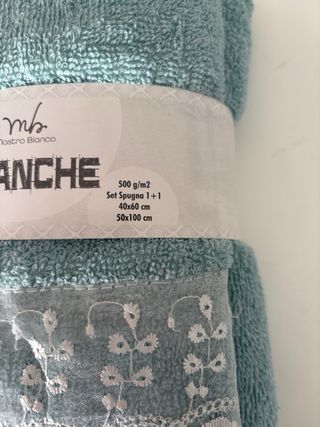 mb
Mastro Bianco
ANCHE
500 g/m2
Set Spugna 1+1
40x60 cm
50x100 cm